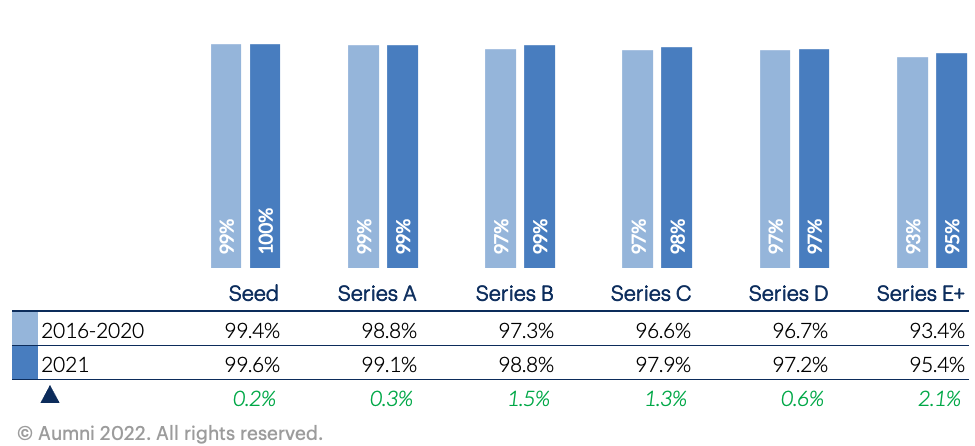 99% 100% 99% 99% 97% 99% 97% 98% 97% 97% 93% 95%
Seed Series A Series B Series C Series D Series E+
2016-2020 99.4% 98.8% 97.3% 96.6% 96.7% 93.4%
2021 99.6% 99.1% 98.8% 97.9% 97.2% 95.4%
▲ 0.2% 0.3% 1.5% 1.3% 0.6% 2.1%
© Aumni 2022. All rights reserved.